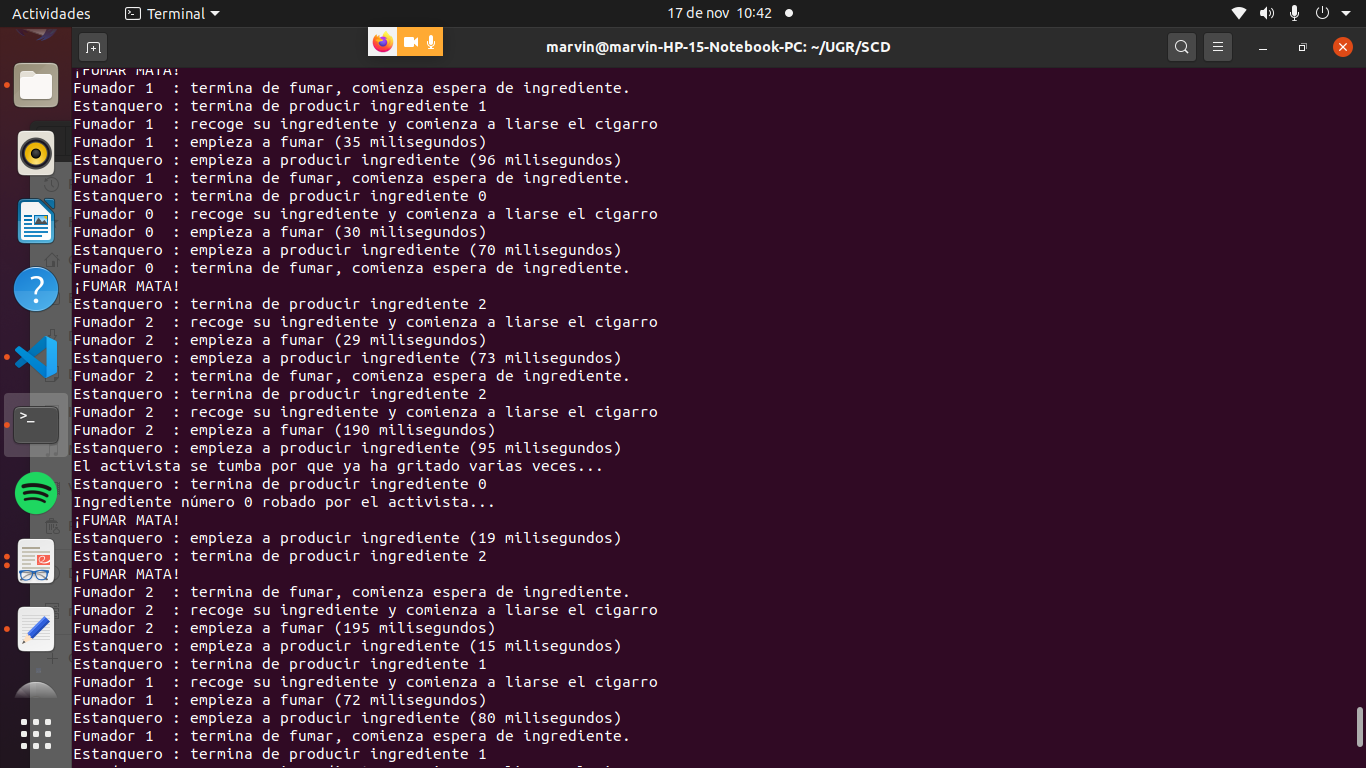 Actividades
Terminal
17 de nov 10:42
marvin@marvin-HP-15-Notebook-PC: ~/UGR/SCD
¡FUMAR MATA!
Fumador 1 : termina de fumar, comienza espera de ingrediente.
Estanquero : termina de producir ingrediente 1
Fumador 1 : recoge su ingrediente y comienza a liarse el cigarro
Fumador 1 : empieza a fumar (35 milisegundos)
Estanquero : empieza a producir ingrediente (96 milisegundos)
Fumador 1 : termina de fumar, comienza espera de ingrediente.
Estanquero : termina de producir ingrediente 0
Fumador 0 : recoge su ingrediente y comienza a liarse el cigarro
Fumador 0 : empieza a fumar (30 milisegundos)
Estanquero : empieza a producir ingrediente (70 milisegundos)
Fumador 0 : termina de fumar, comienza espera de ingrediente.
¡FUMAR MATA!
Estanquero : termina de producir ingrediente 2
Fumador 2 : recoge su ingrediente y comienza a liarse el cigarro
Fumador 2 : empieza a fumar (29 milisegundos)
Estanquero : empieza a producir ingrediente (73 milisegundos)
Fumador 2 : termina de fumar, comienza espera de ingrediente.
Estanquero : termina de producir ingrediente 2
Fumador 2 : recoge su ingrediente y comienza a liarse el cigarro
Fumador 2 : empieza a fumar (190 milisegundos)
Estanquero : empieza a producir ingrediente (95 milisegundos)
El activista se tumba por que ya ha gritado varias veces...
Estanquero : termina de producir ingrediente 0
Ingrediente número 0 robado por el activista...
¡FUMAR MATA!
Estanquero : empieza a producir ingrediente (19 milisegundos)
Estanquero : termina de producir ingrediente 2
¡FUMAR MATA!
Fumador 2 : termina de fumar, comienza espera de ingrediente.
Fumador 2 : recoge su ingrediente y comienza a liarse el cigarro
Fumador 2 : empieza a fumar (195 milisegundos)
Estanquero : empieza a producir ingrediente (15 milisegundos)
Estanquero : termina de producir ingrediente 1
Fumador 1 : recoge su ingrediente y comienza a liarse el cigarro
Fumador 1 : empieza a fumar (72 milisegundos)
Estanquero : empieza a producir ingrediente (80 milisegundos)
Fumador 1 : termina de fumar, comienza espera de ingrediente.
Estanquero : termina de producir ingrediente 1